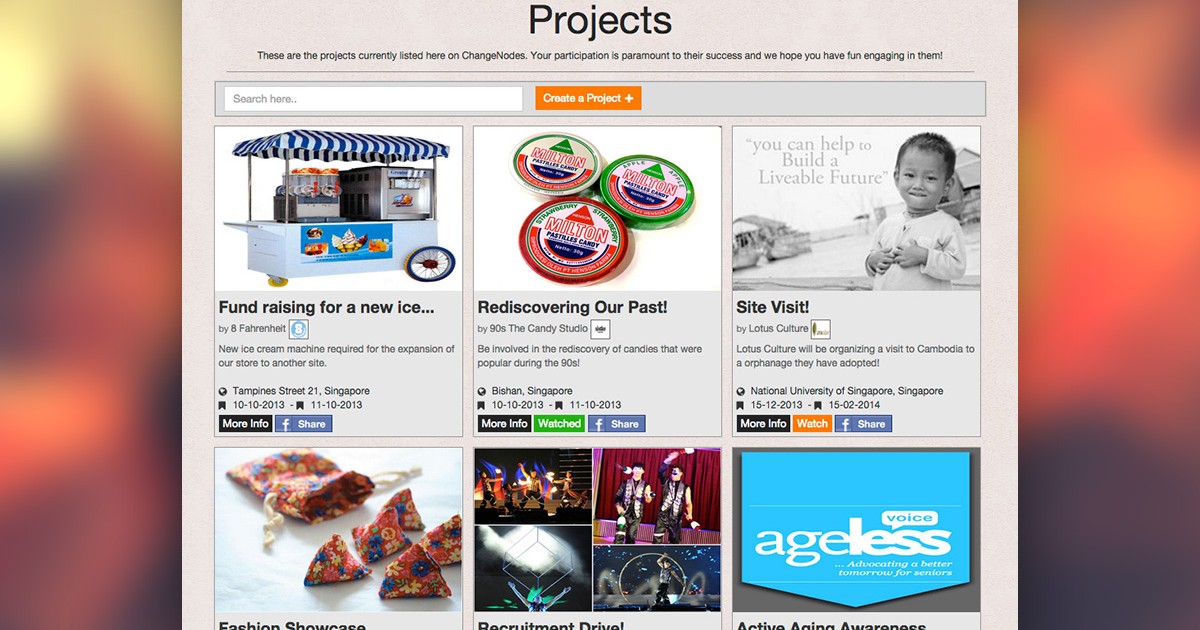 Projects
These are the projects currently listed here on ChangeNodes. Your participation is paramount to their success and we hope you have fun engaging in them!
Search here..
Create a Project +
MILTON
PASTILLES CANDY
APPLE
MILTON
PASTILLES CANDY
STRAWBERRY
MILTON
PASTILLES CANDY
Netto: 30g
"you can help to
Build a
Liveable Future"
Fund raising for a new ice...
by 8 Fahrenheit
New ice cream machine required for the expansion of
our store to another site.
Tampines Street 21, Singapore
10-10-2013 - 11-10-2013
More Info
Share
Rediscovering Our Past!
by 90s The Candy Studio
Be involved in the rediscovery of candies that were
popular during the 90s!
Bishan, Singapore
10-10-2013 - 11-10-2013
More Info
Watched
Share
Site Visit!
by Lotus Culture
Lotus Culture will be organizing a visit to Cambodia to
a orphanage they have adopted!
National University of Singapore, Singapore
15-12-2013 - 15-02-2014
More Info
Watch
Share
voice
ageless
... Advocating a better
tomorrow for seniors
Fashion Showcase
Recruitment Drive!
Active Aging Awareness